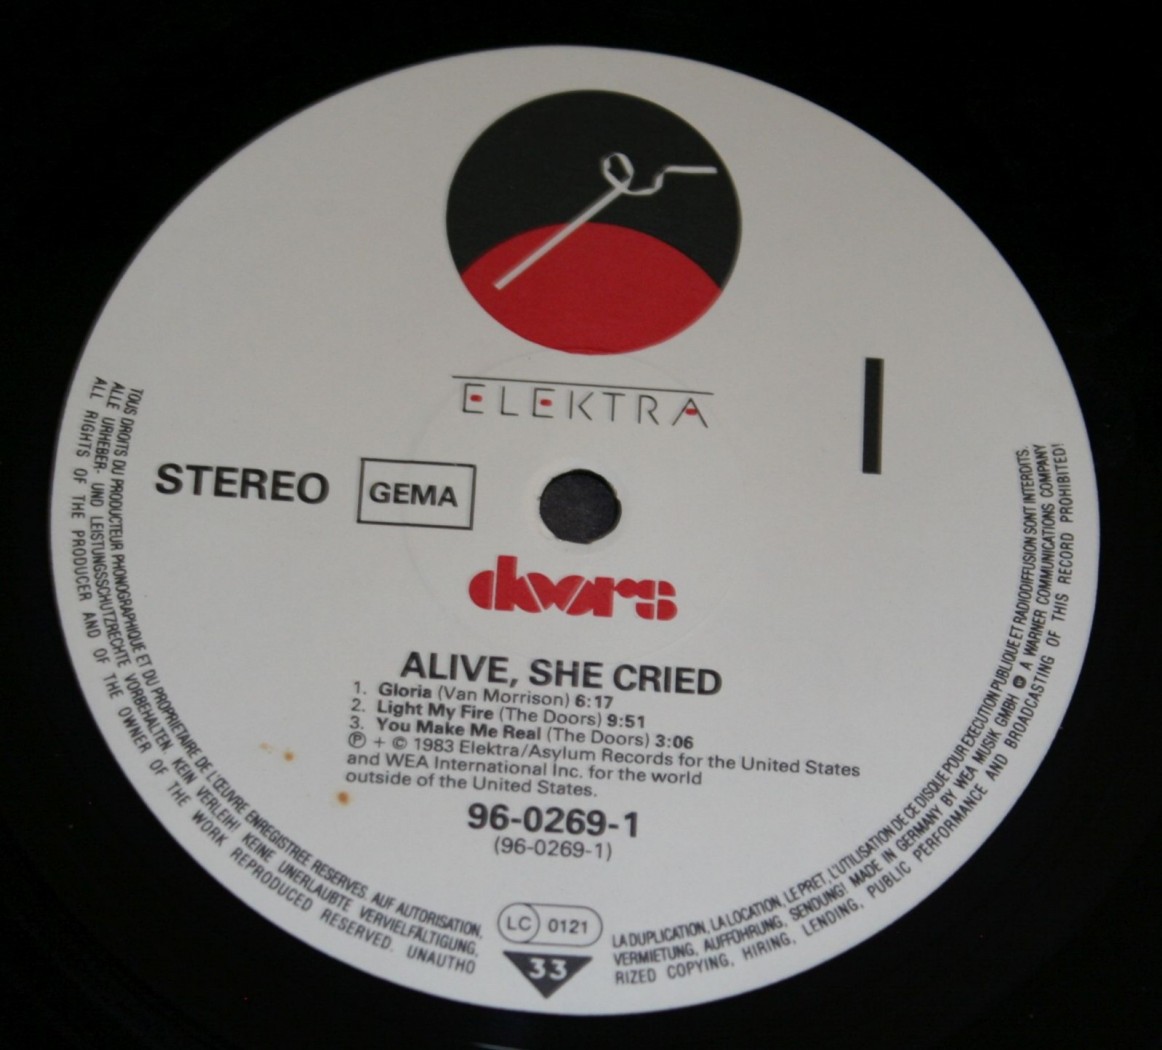 ELEKTRA
I
STEREO
GEMA
doors
ALIVE, SHE CRIED
1. Gloria (Van Morrison) 6:17
2. Light My Fire (The Doors) 9:51
3. You Make Me Real (The Doors) 3:06
℗ + © 1983 Elektra/Asylum Records for the United States
and WEA International Inc. for the world
outside of the United States.
96-0269-1
(96-0269-1)
LC 0121
33
TOUS DROITS DU PRODUCTEUR PHONOGRAPHIQUE ET DU PROPRIETAIRE DE L'ŒUVRE ENREGISTREE RESERVES. AUF AUTORISATION, LA DUPLICATION, LA LOCATION, LE PRET, L'UTILISATION DE CE DISQUE POUR EXECUTION PUBLIQUE ET RADIODIFFUSION SONT INTERDITS.
ALLE URHEBER- UND LEISTUNGSSCHUTZRECHTE VORBEHALTEN. KEIN VERLEIH! KEINE UNERLAUBTE VERVIELFÄLTIGUNG, VERMIETUNG, AUFFÜHRUNG, SENDUNG! MADE IN GERMANY BY WEA MUSIK GMBH A WARNER COMMUNICATIONS COMPANY
ALL RIGHTS OF THE PRODUCER AND OF THE OWNER OF THE WORK REPRODUCED RESERVED. UNAUTHORIZED COPYING, HIRING, LENDING, PUBLIC PERFORMANCE AND BROADCASTING OF THIS RECORD PROHIBITED!